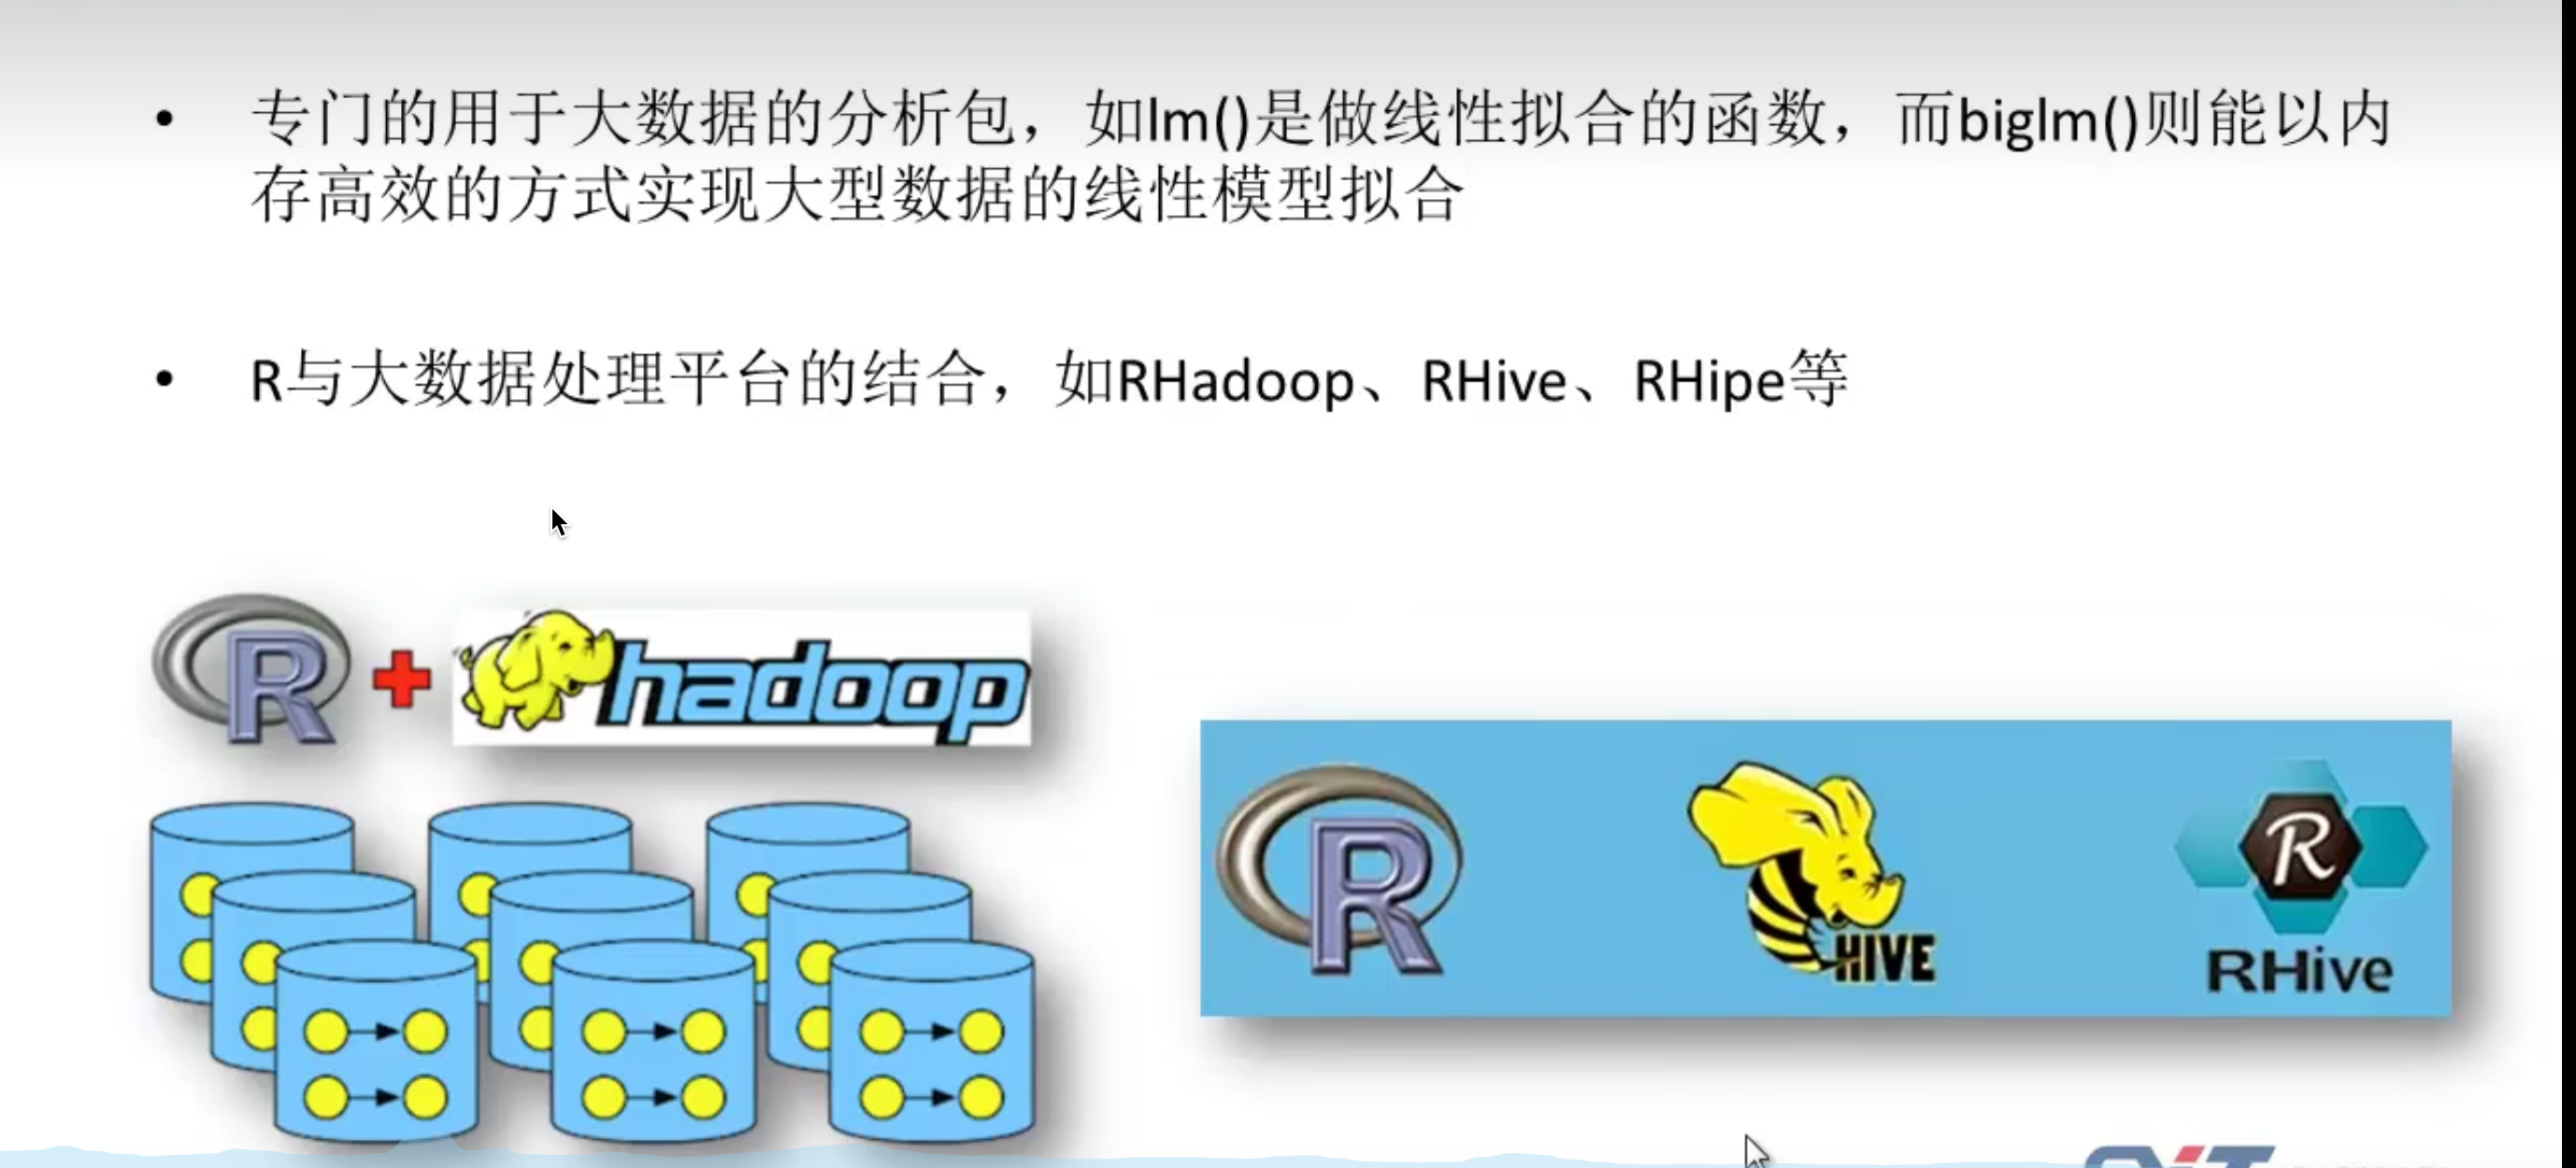 • 专门的用于大数据的分析包，如lm()是做线性拟合的函数，而biglm()则能以内
存高效的方式实现大型数据的线性模型拟合
• R与大数据处理平台的结合，如RHadoop、RHive、RHipe等
R + hadoop
R
HIVE
R
RHive